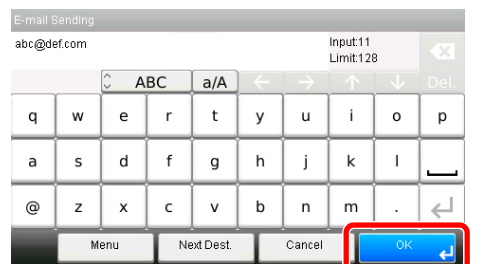 E-mail Sending
abc@def.com
Input:11
Limit:128
ABC a/A Del.
q w e r t y u i o p
a s d f g h j k l
@ z x c v b n m .
Menu Next Dest. Cancel OK